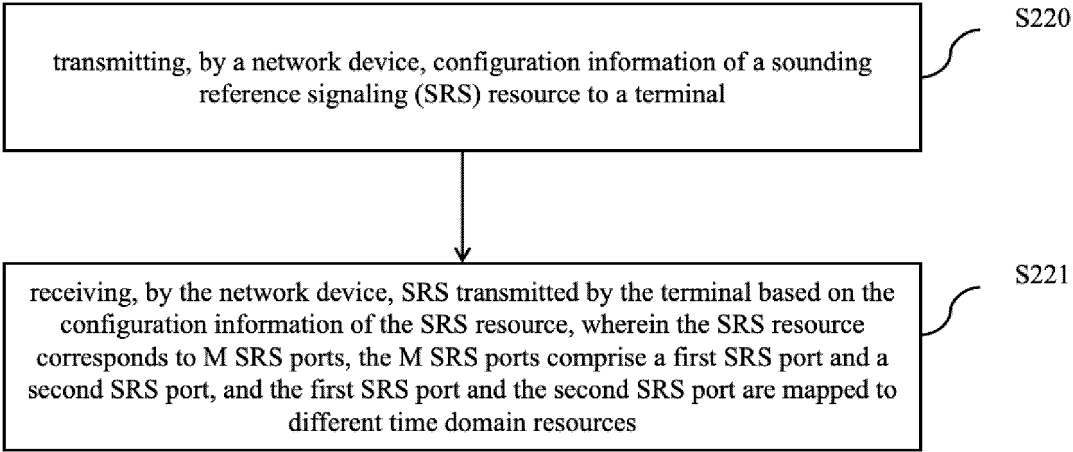 S220
transmitting, by a network device, configuration information of a sounding
reference signaling (SRS) resource to a terminal
S221
receiving, by the network device, SRS transmitted by the terminal based on the
configuration information of the SRS resource, wherein the SRS resource
corresponds to M SRS ports, the M SRS ports comprise a first SRS port and a
second SRS port, and the first SRS port and the second SRS port are mapped to
different time domain resources